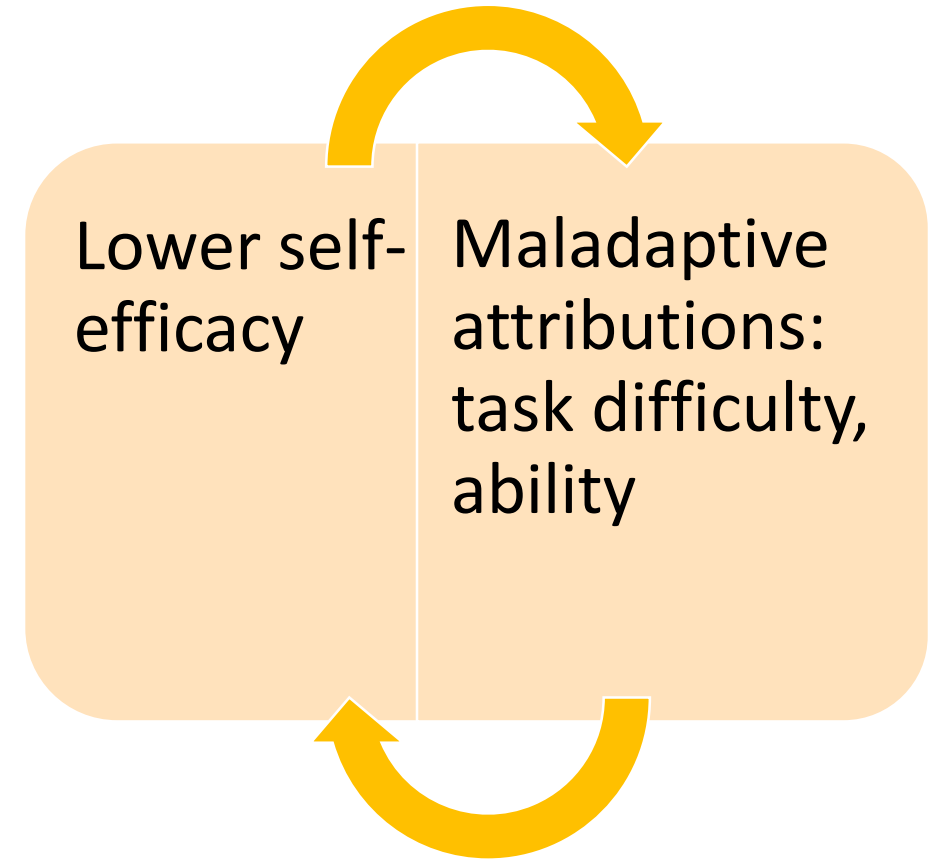 Lower self-
efficacy
Maladaptive
attributions:
task difficulty,
ability